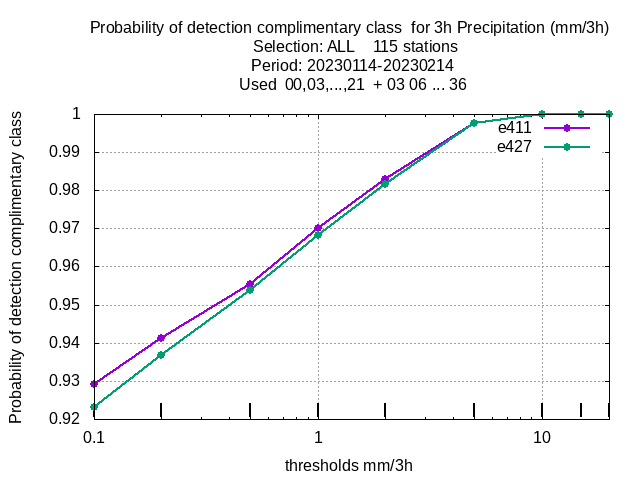 Probability of detection complimentary class  for 3h Precipitation (mm/3h)
Selection: ALL    115 stations
Period: 20230114-20230214
Used  00,03,...,21  + 03 06 ... 36
Probability of detection complimentary class
1
0.99
0.98
0.97
0.96
0.95
0.94
0.93
0.92
e411
e427
0.1
1
10
thresholds mm/3h